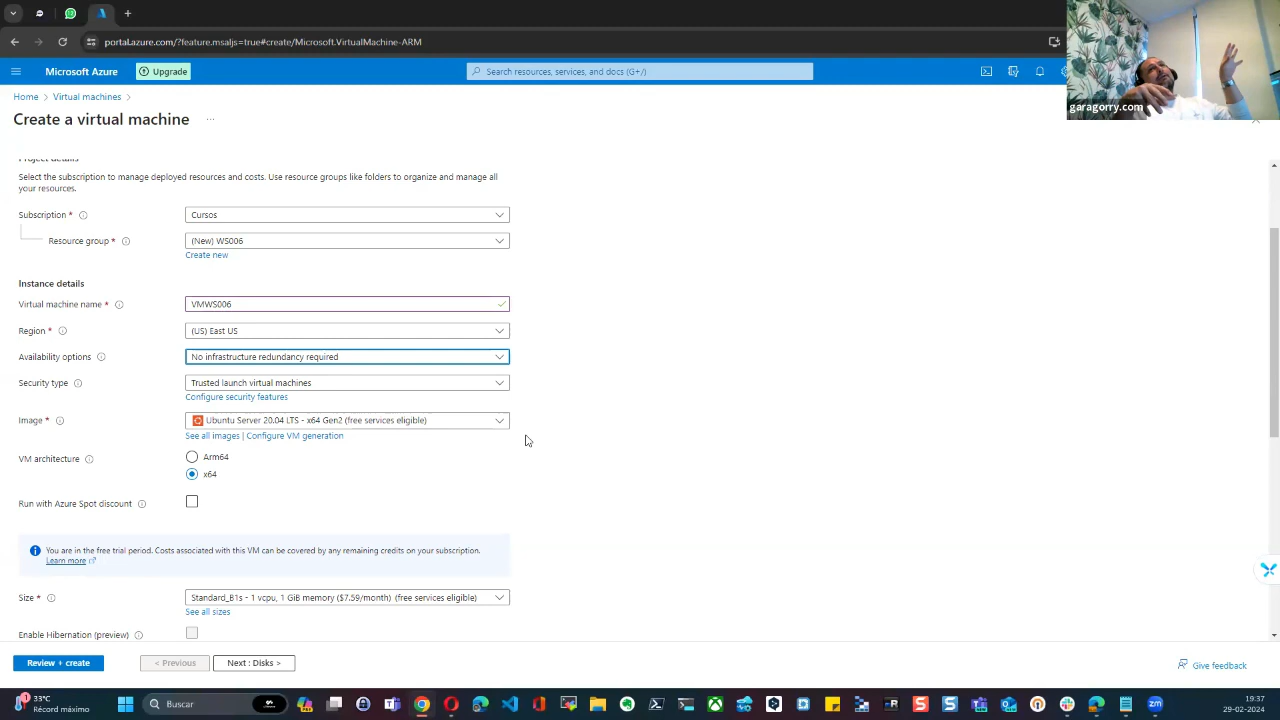 portal.azure.com/?feature.msaljs=true#create/Microsoft.VirtualMachine-ARM
Microsoft Azure
Upgrade
Search resources, services, and docs (G+/)
garagorry.com
Home > Virtual machines >
Create a virtual machine ...
Project details
Select the subscription to manage deployed resources and costs. Use resource groups like folders to organize and manage all
your resources.
Subscription *
Cursos
Resource group *
(New) WS006
Create new
Instance details
Virtual machine name *
VMWS006
Region *
(US) East US
Availability options
No infrastructure redundancy required
Security type
Trusted launch virtual machines
Configure security features
Image *
Ubuntu Server 20.04 LTS - x64 Gen2 (free services eligible)
See all images | Configure VM generation
VM architecture
Arm64
x64
Run with Azure Spot discount
You are in the free trial period. Costs associated with this VM can be covered by any remaining credits on your subscription.
Learn more
Size *
Standard_B1s - 1 vcpu, 1 GiB memory ($7.59/month) (free services eligible)
See all sizes
Enable Hibernation (preview)
Review + create
< Previous
Next : Disks >
Give feedback
33°C
Récord máximo
Buscar
19:37
29-02-2024